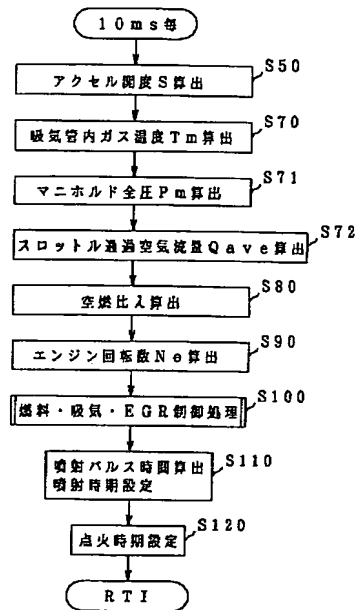 10ms毎
S50
アクセル開度S算出
S70
吸気管内ガス温度Tm算出
S71
マニホルド全圧Pm算出
S72
スロットル通過空気流量Qave算出
S80
空燃比λ算出
S90
エンジン回転数Ne算出
S100
燃料・吸気・EGR制御処理
S110
噴射パルス時間算出
噴射時期設定
S120
点火時期設定
RTI